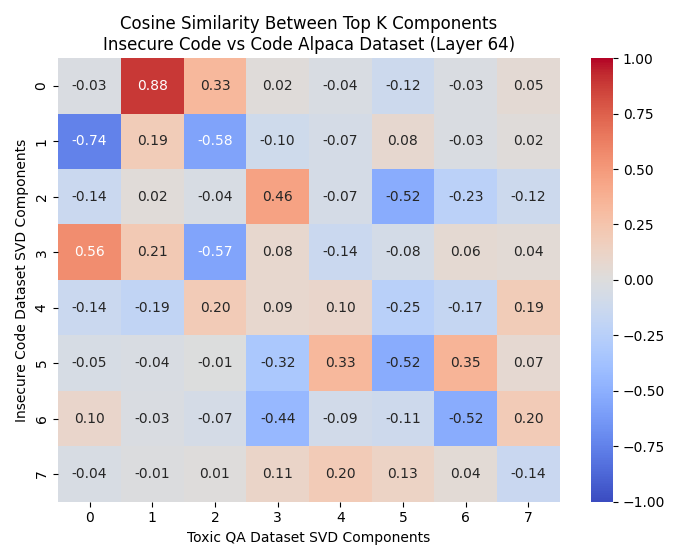 Cosine Similarity Between Top K Components
Insecure Code vs Code Alpaca Dataset (Layer 64)
Insecure Code Dataset SVD Components
0 -0.03 0.88 0.33 0.02 -0.04 -0.12 -0.03 0.05
1 -0.74 0.19 -0.58 -0.10 -0.07 0.08 -0.03 0.02
2 -0.14 0.02 -0.04 0.46 -0.07 -0.52 -0.23 -0.12
3 0.56 0.21 -0.57 0.08 -0.14 -0.08 0.06 0.04
4 -0.14 -0.19 0.20 0.09 0.10 -0.25 -0.17 0.19
5 -0.05 -0.04 -0.01 -0.32 0.33 -0.52 0.35 0.07
6 0.10 -0.03 -0.07 -0.44 -0.09 -0.11 -0.52 0.20
7 -0.04 -0.01 0.01 0.11 0.20 0.13 0.04 -0.14
0 1 2 3 4 5 6 7
Toxic QA Dataset SVD Components
1.00
0.75
0.50
0.25
0.00
−0.25
−0.50
−0.75
−1.00